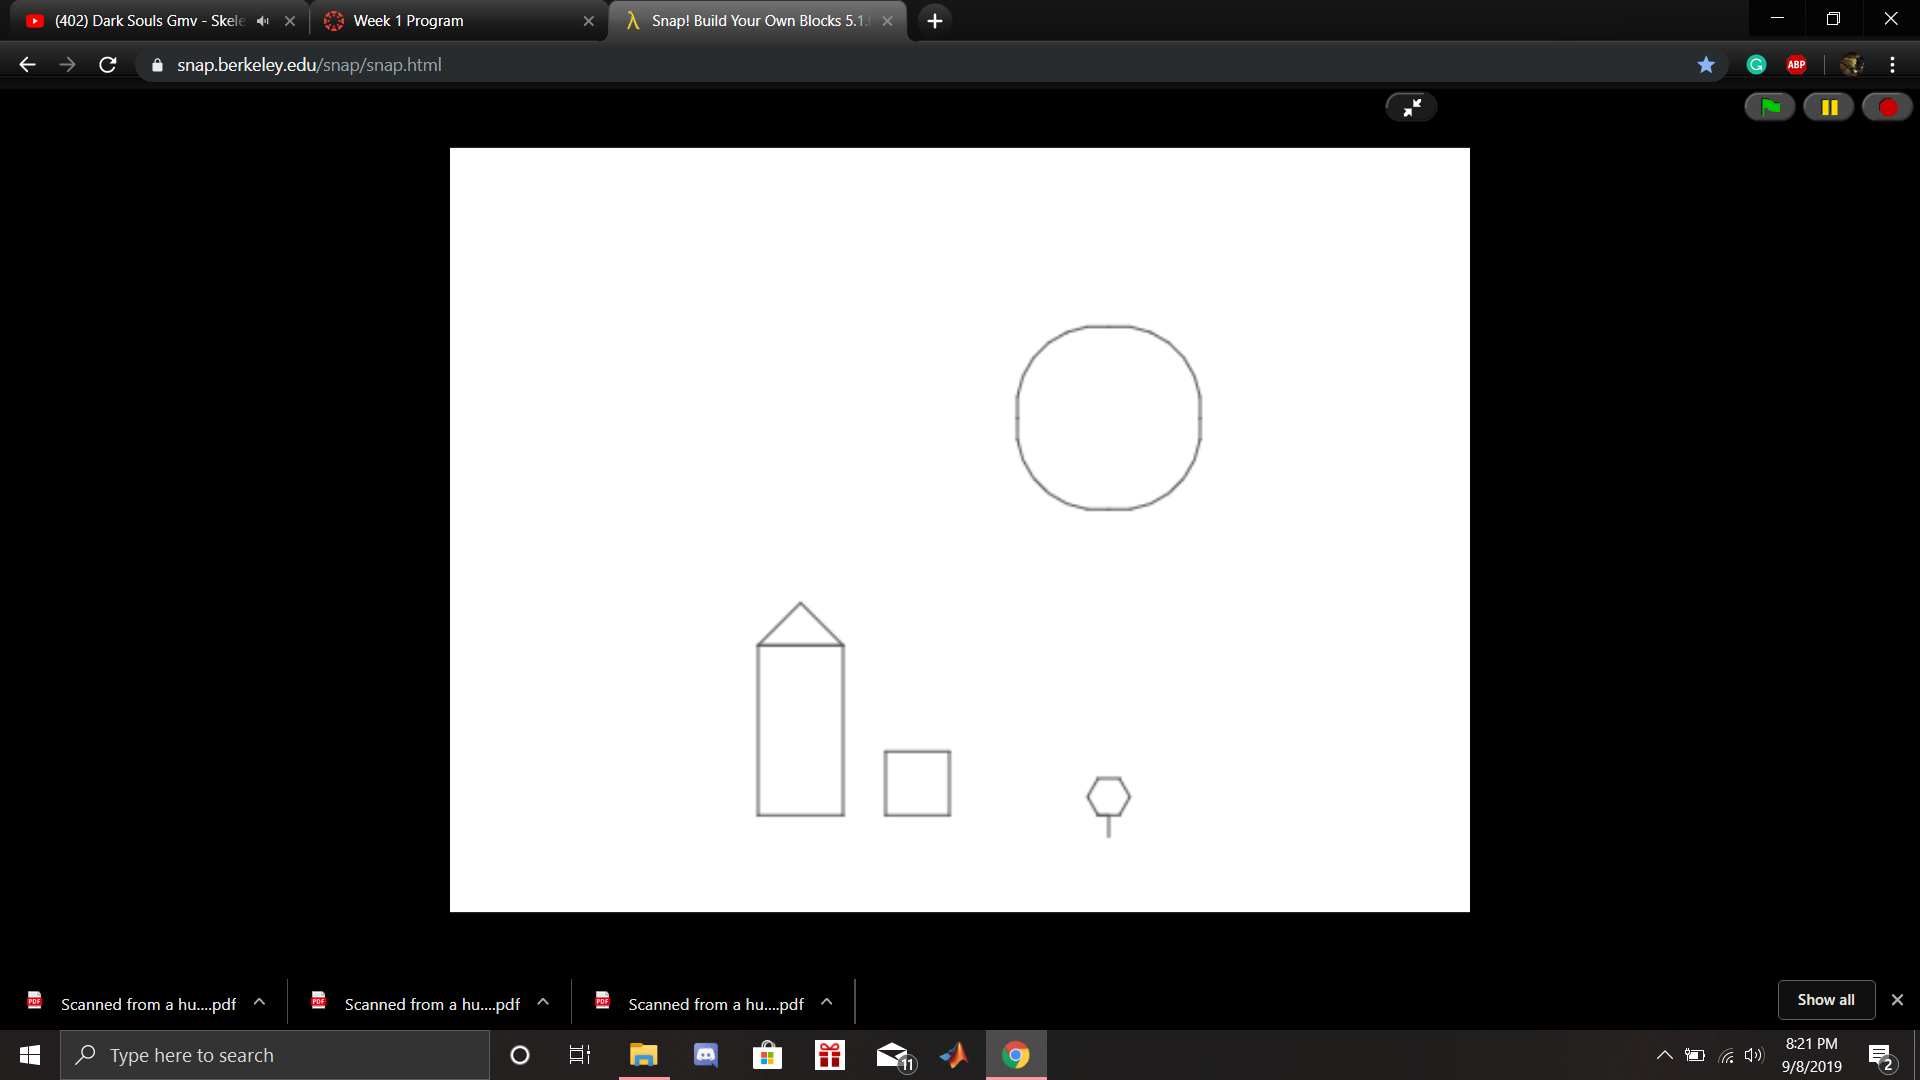 (402) Dark Souls Gmv - Skele
Week 1 Program
Snap! Build Your Own Blocks 5.1.
snap.berkeley.edu/snap/snap.html
ABP
Scanned from a hu....pdf
Scanned from a hu....pdf
Scanned from a hu....pdf
Show all
Type here to search
11
8:21 PM
9/8/2019
2